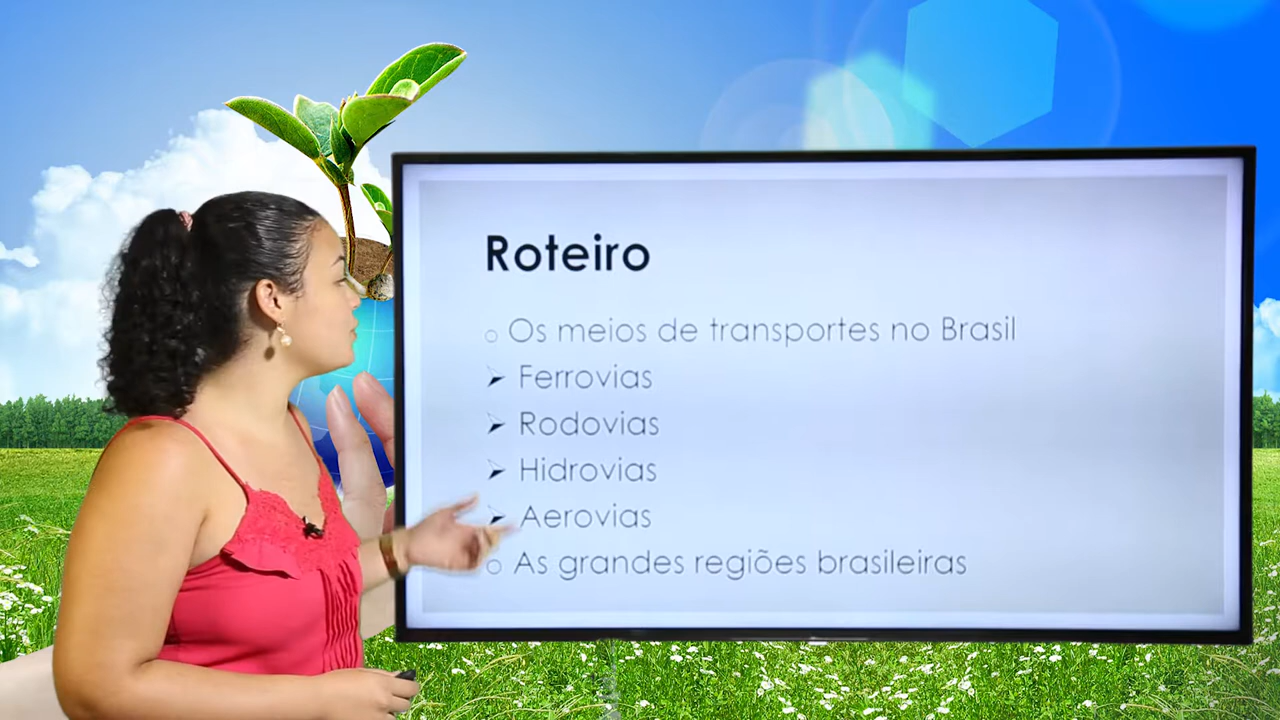 Roteiro
Os meios de transportes no Brasil
Ferrovias
Rodovias
Hidrovias
Aerovias
As grandes regiões brasileiras